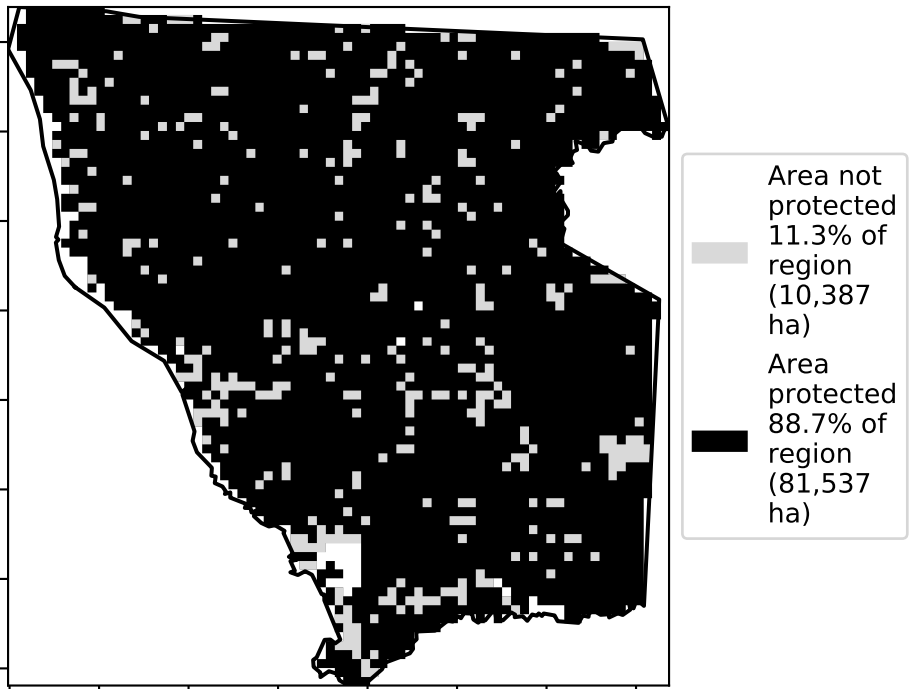 Area not
protected
11.3% of
region
(10,387
ha)
Area
protected
88.7% of
region
(81,537
ha)